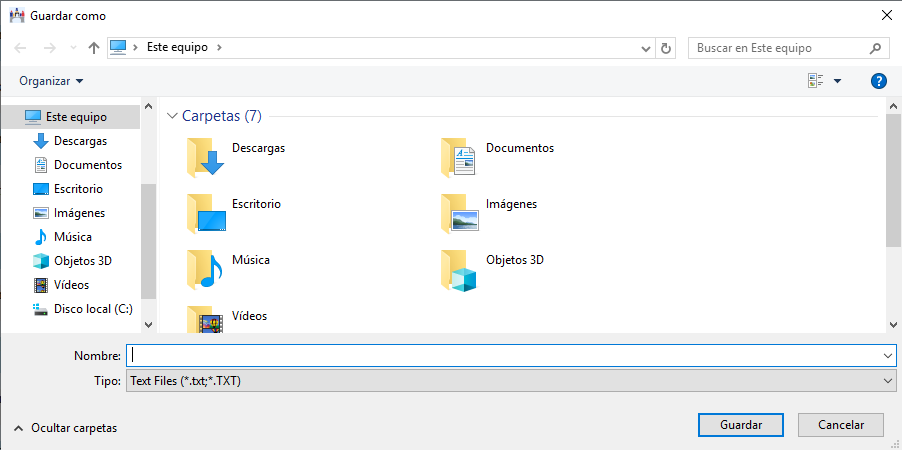 Guardar como
Este equipo
Buscar en Este equipo
Organizar
?
Este equipo
Descargas
Documentos
Escritorio
Imágenes
Música
Objetos 3D
Vídeos
Disco local (C:)
Carpetas (7)
Descargas
Documentos
Escritorio
Imágenes
Música
Objetos 3D
Vídeos
Nombre:
Tipo: Text Files (*.txt;*.TXT)
Ocultar carpetas
Guardar
Cancelar